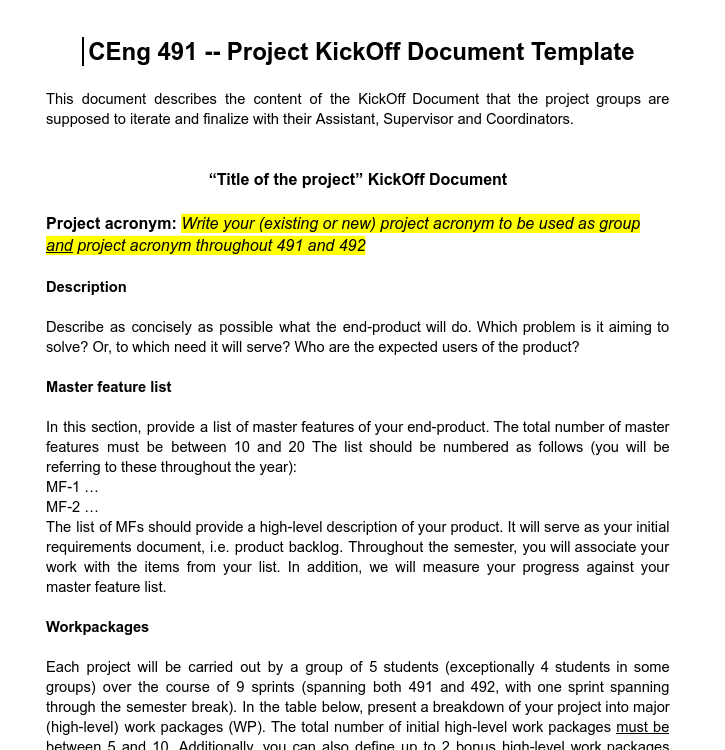 CEng 491 -- Project KickOff Document Template
This document describes the content of the KickOff Document that the project groups are
supposed to iterate and finalize with their Assistant, Supervisor and Coordinators.
“Title of the project” KickOff Document
Project acronym: Write your (existing or new) project acronym to be used as group
and project acronym throughout 491 and 492
Description
Describe as concisely as possible what the end-product will do. Which problem is it aiming to
solve? Or, to which need it will serve? Who are the expected users of the product?
Master feature list
In this section, provide a list of master features of your end-product. The total number of master
features must be between 10 and 20 The list should be numbered as follows (you will be
referring to these throughout the year):
MF-1 …
MF-2 …
The list of MFs should provide a high-level description of your product. It will serve as your initial
requirements document, i.e. product backlog. Throughout the semester, you will associate your
work with the items from your list. In addition, we will measure your progress against your
master feature list.
Workpackages
Each project will be carried out by a group of 5 students (exceptionally 4 students in some
groups) over the course of 9 sprints (spanning both 491 and 492, with one sprint spanning
through the semester break). In the table below, present a breakdown of your project into major
(high-level) work packages (WP). The total number of initial high-level work packages must be
between 5 and 10. Additionally, you can also define up to 2 bonus high-level work packages